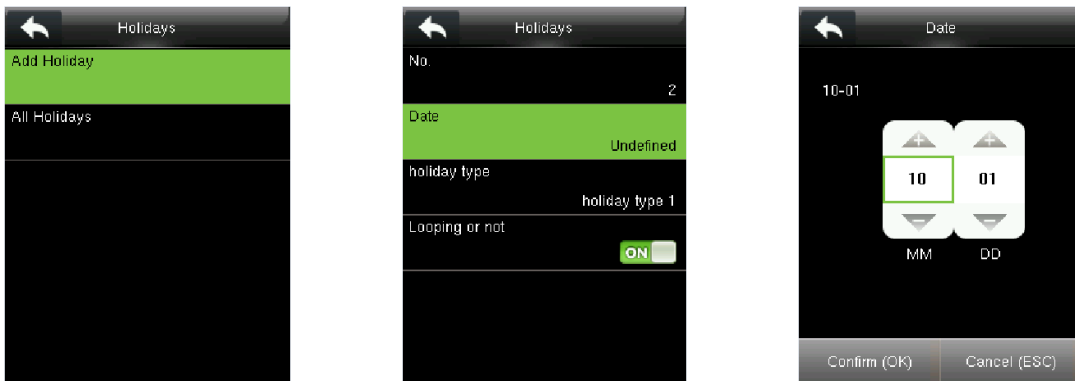 Holidays
Add Holiday
All Holidays
Holidays
No.
2
Date
Undefined
holiday type
holiday type 1
Looping or not
ON
Date
10-01
10 01
MM DD
Confirm (OK) Cancel (ESC)